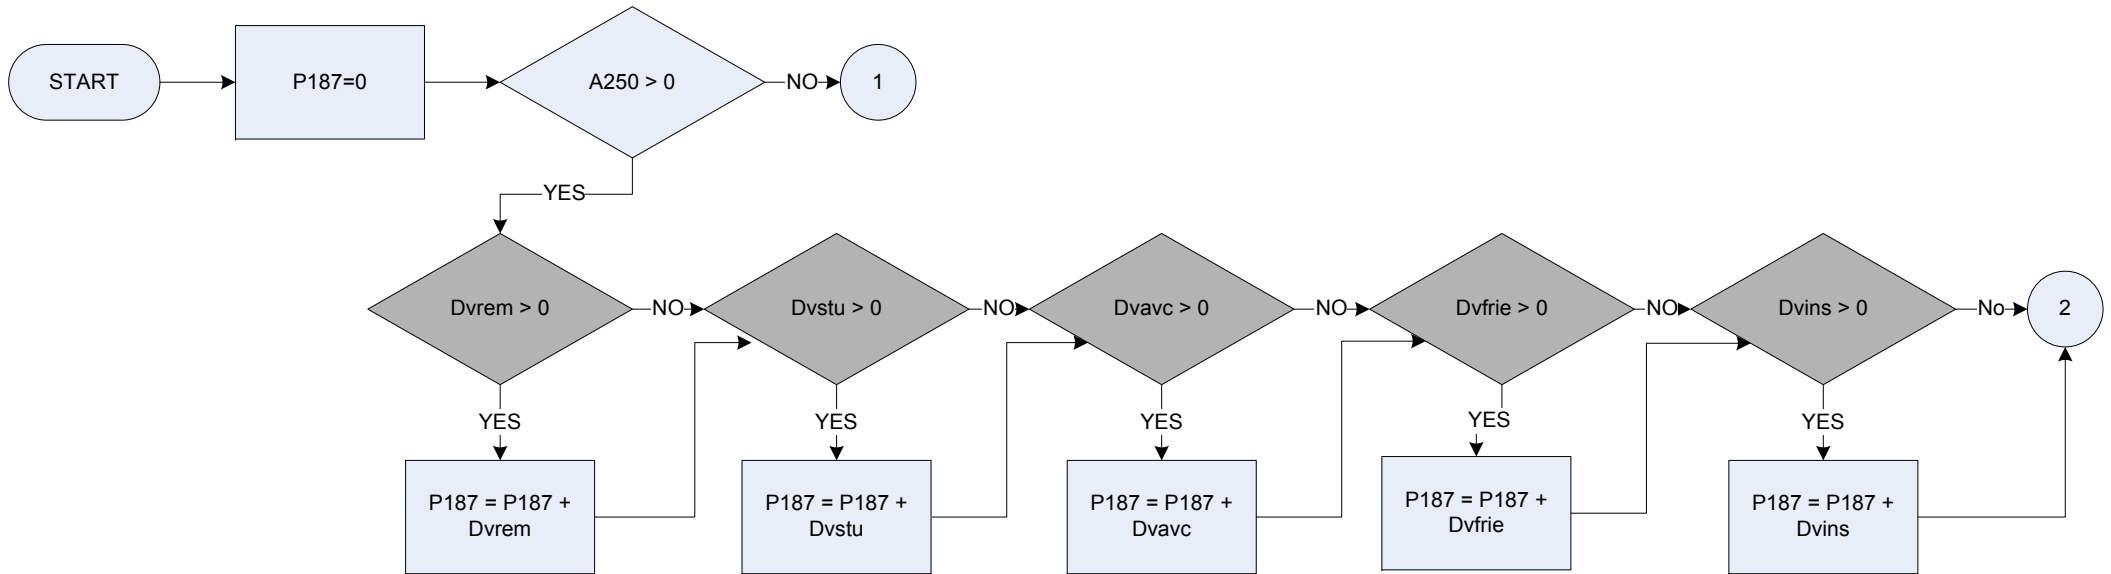 START
P187=0
A250 > 0
NO
1
YES
Dvrem > 0
NO
Dvstu > 0
NO
Dvavc > 0
NO
Dvfrie > 0
NO
Dvins > 0
No
2
YES
YES
YES
YES
YES
P187 = P187 +
Dvrem
P187 = P187 +
Dvstu
P187 = P187 +
Dvavc
P187 = P187 +
Dvfrie
P187 = P187 +
Dvins